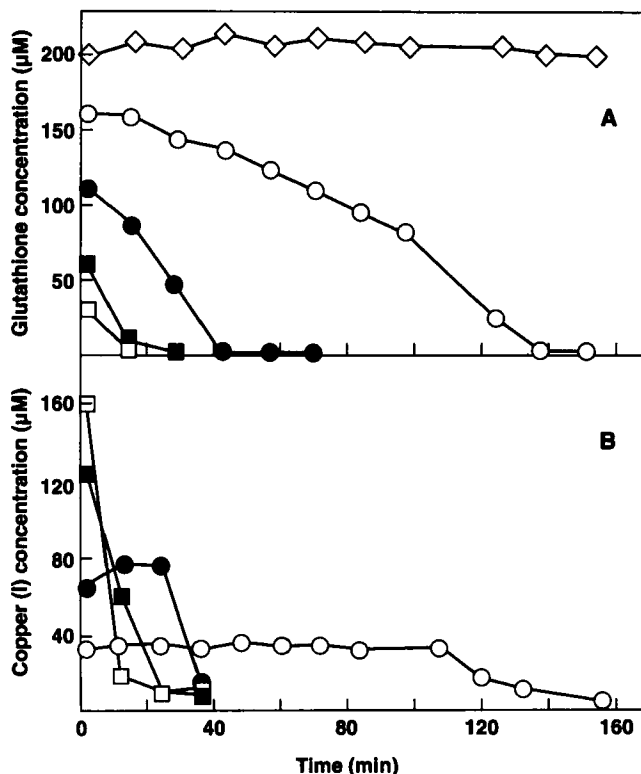 Glutathione concentration (μM)
200
150
100
50
A
Copper (I) concentration (μM)
160
120
80
40
0
B
0 40 80 120 160
Time (min)